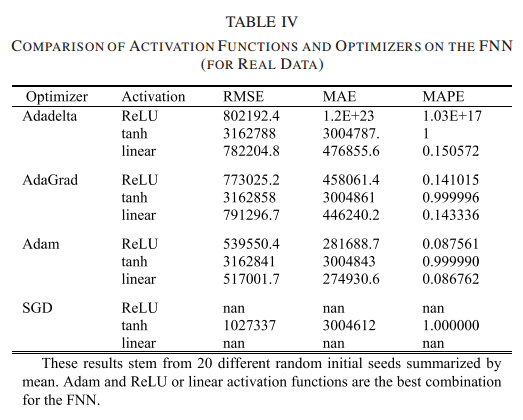 TABLE IV
COMPARISON OF ACTIVATION FUNCTIONS AND OPTIMIZERS ON THE FNN
(FOR REAL DATA)
Optimizer Activation RMSE MAE MAPE
Adadelta ReLU 802192.4 1.2E+23 1.03E+17
tanh 3162788 3004787. 1
linear 782204.8 476855.6 0.150572
AdaGrad ReLU 773025.2 458061.4 0.141015
tanh 3162858 3004861 0.999996
linear 791296.7 446240.2 0.143336
Adam ReLU 539550.4 281688.7 0.087561
tanh 3162841 3004843 0.999990
linear 517001.7 274930.6 0.086762
SGD ReLU nan nan nan
tanh 1027337 3004612 1.000000
linear nan nan nan
These results stem from 20 different random initial seeds summarized by
mean. Adam and ReLU or linear activation functions are the best combination
for the FNN.